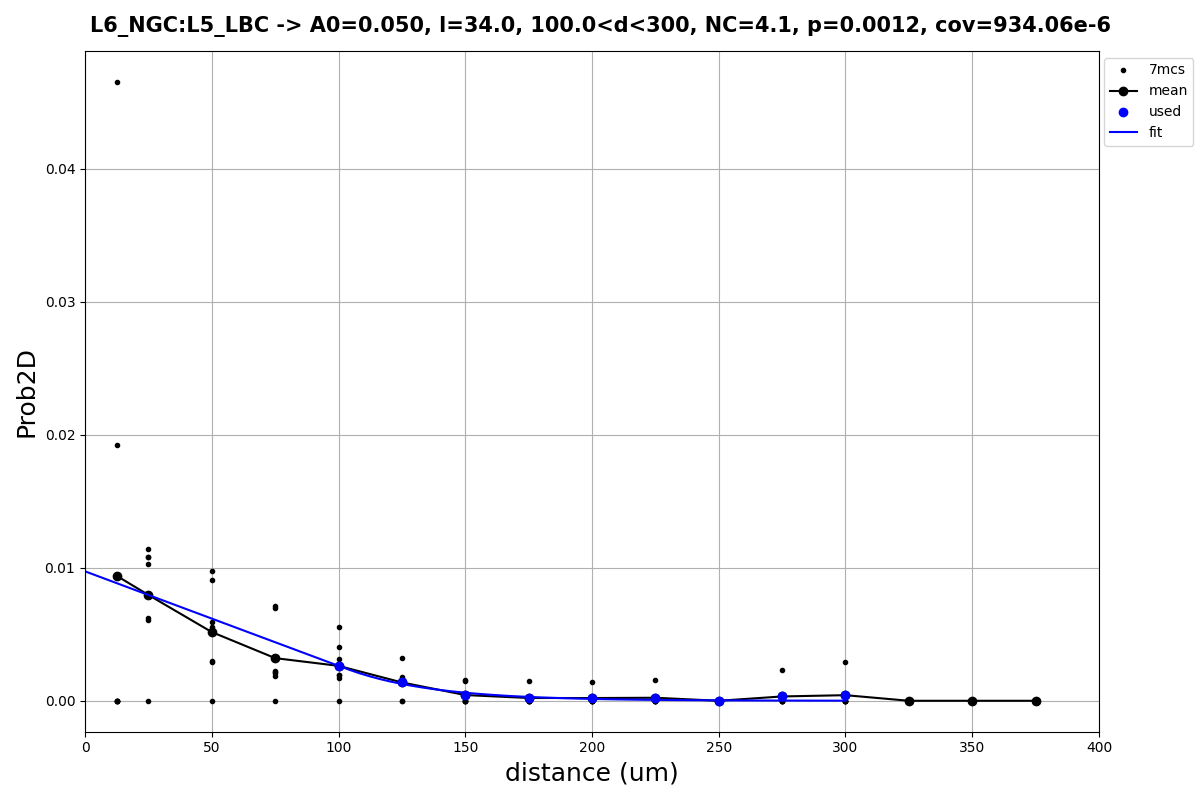 L6_NGC:L5_LBC -> A0=0.050, l=34.0, 100.0<d<300, NC=4.1, p=0.0012, cov=934.06e-6
7mcs
mean
used
fit
Prob2D
0.04
0.03
0.02
0.01
0.00
0
50
100
150
200
250
300
350
400
distance (um)